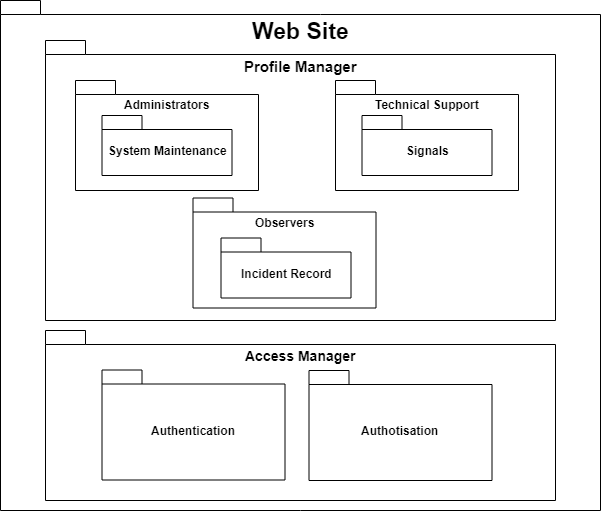 Web Site
Profile Manager
Administrators
Technical Support
System Maintenance
Signals
Observers
Incident Record
Access Manager
Authentication
Authotisation